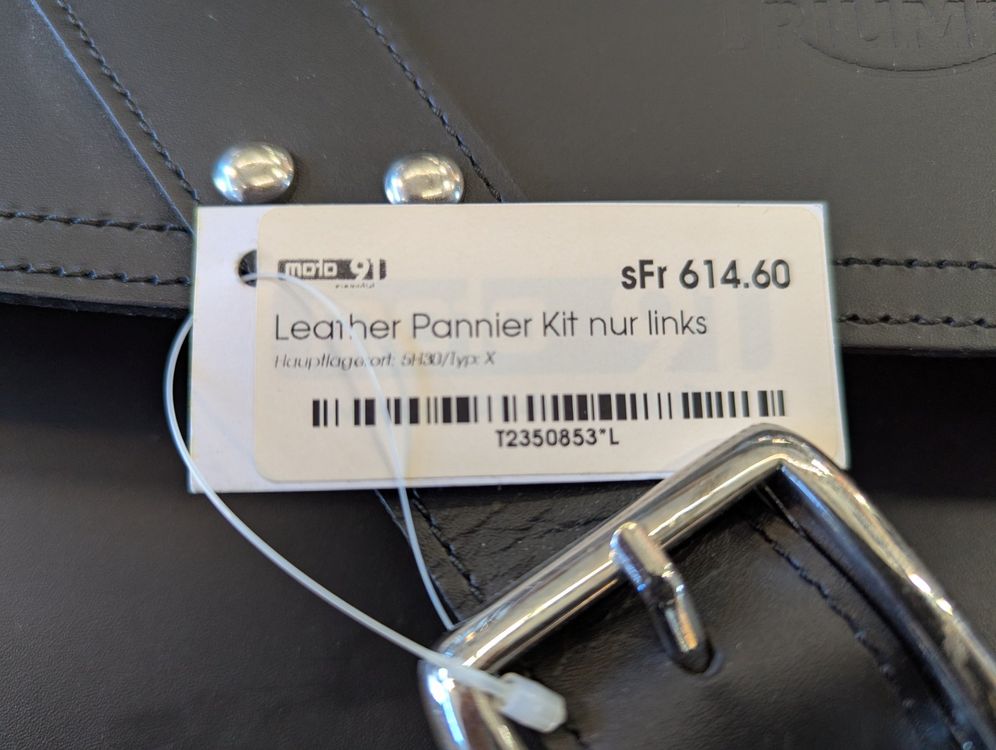 moto 91
sFr 614.60
Leather Pannier Kit nur links
Hauptlagerort: 5H30/Typ: X
T2350853*L